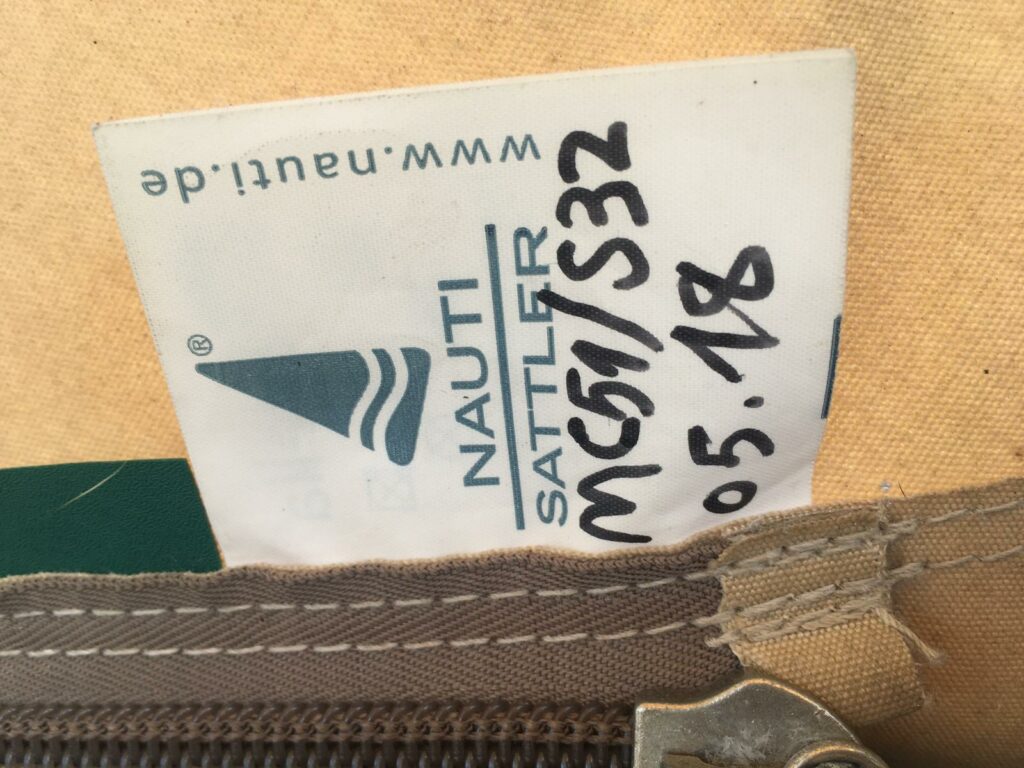 www.nauti.de
®
NAUTI
SATTLER
MC51/S32
05.18